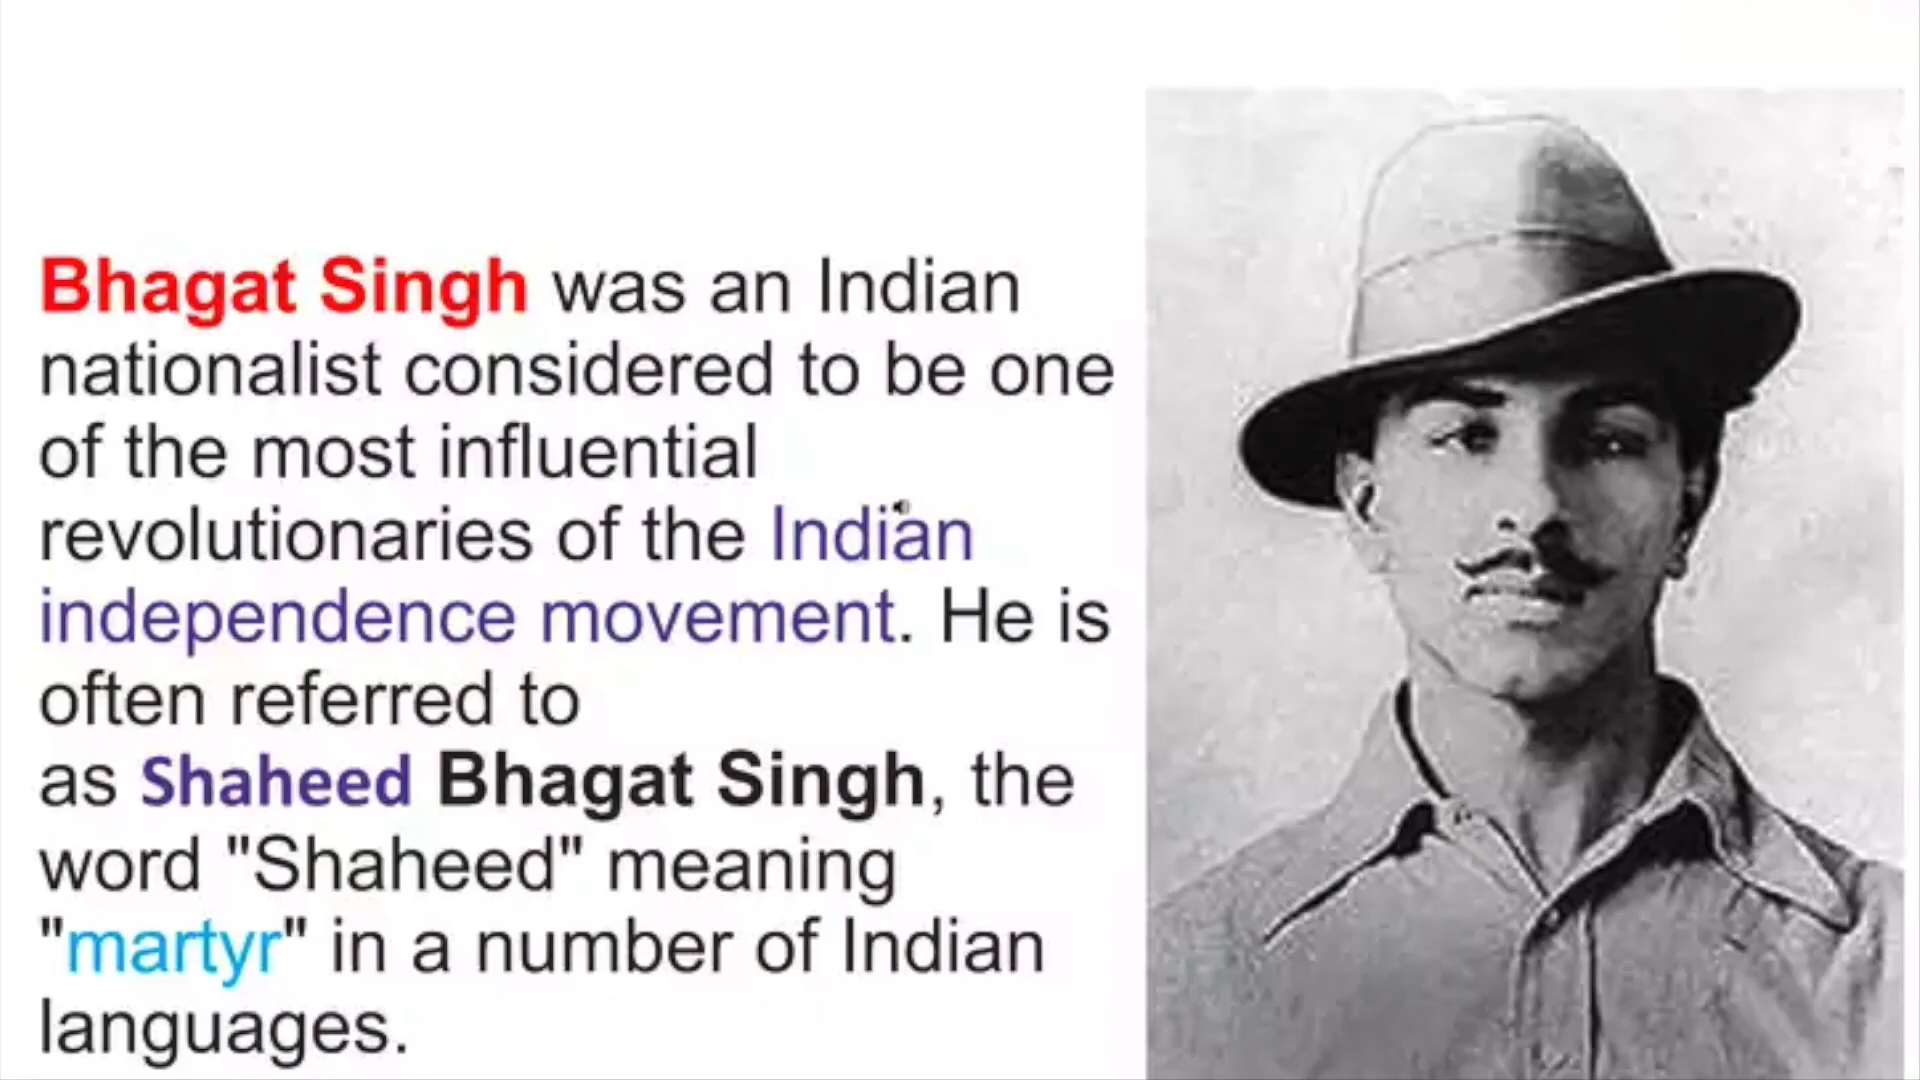 Bhagat Singh was an Indian
nationalist considered to be one
of the most influential
revolutionaries of the Indian
independence movement. He is
often referred to
as Shaheed Bhagat Singh, the
word "Shaheed" meaning
"martyr" in a number of Indian
languages.